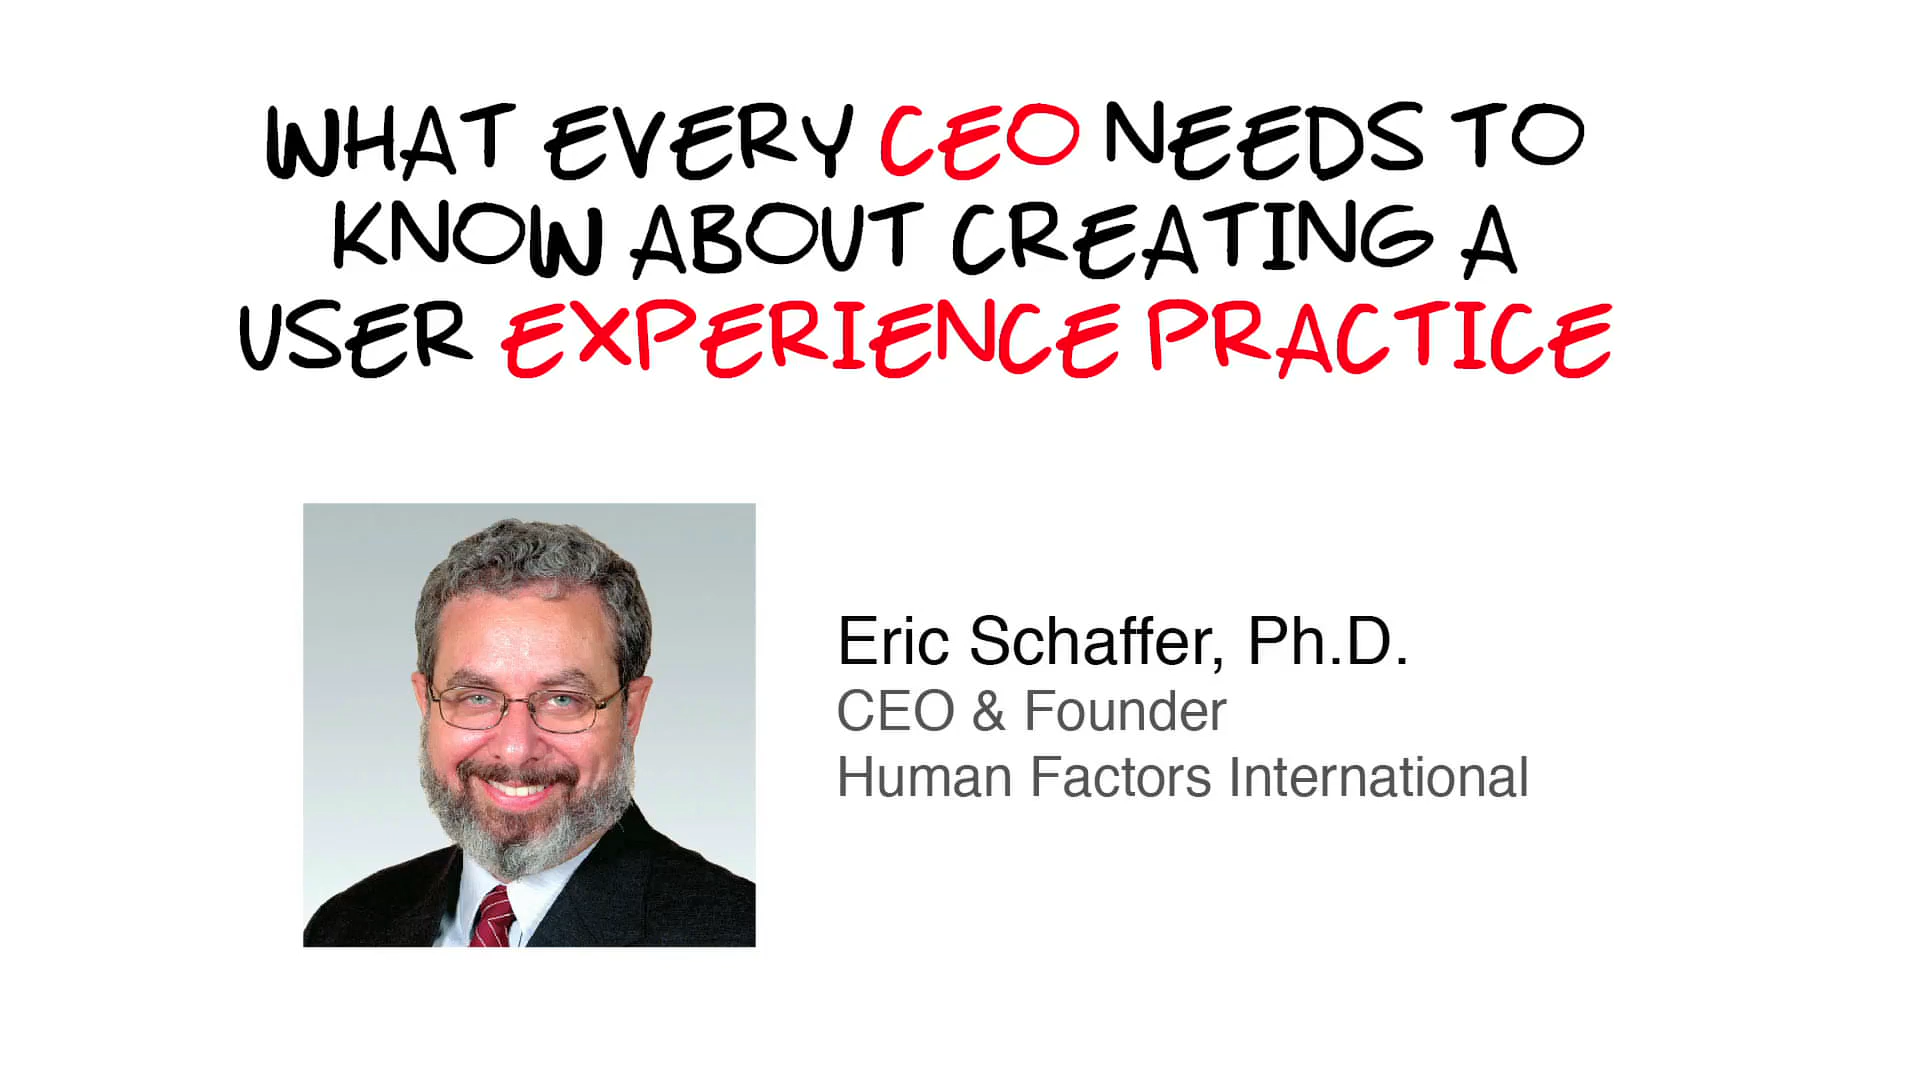 WHAT EVERY CEO NEEDS TO
KNOW ABOUT CREATING A
USER EXPERIENCE PRACTICE
Eric Schaffer, Ph.D.
CEO & Founder
Human Factors International